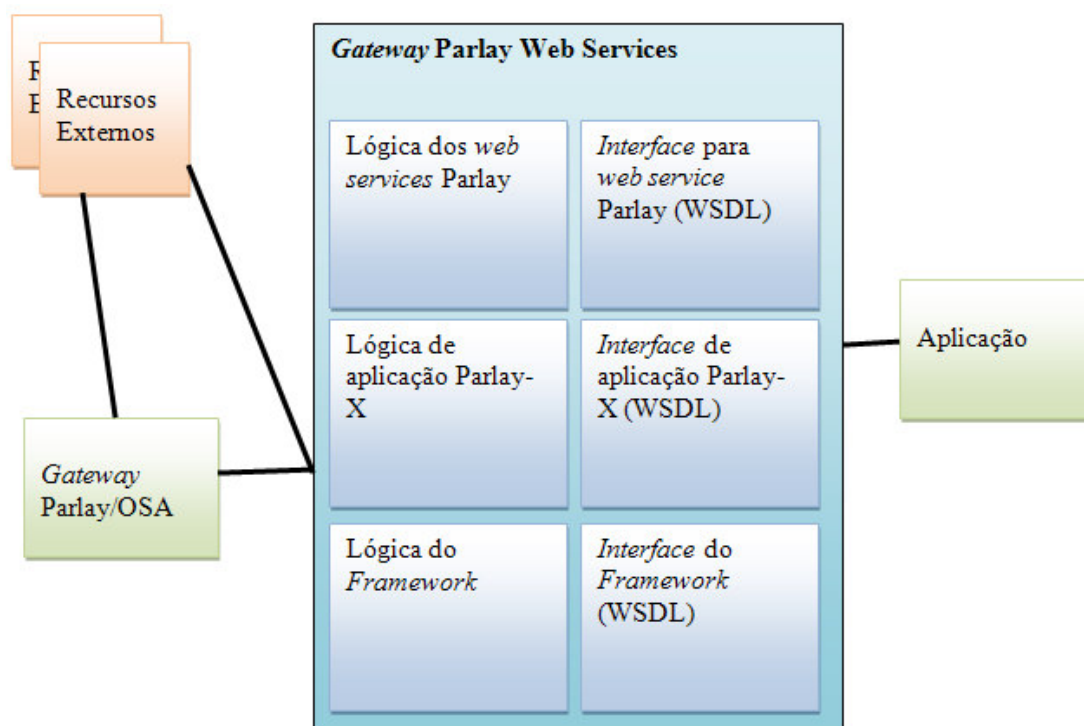 Gateway Parlay Web Services
Recursos
Externos
Lógica dos web
services Parlay
Interface para
web service
Parlay (WSDL)
Lógica de
aplicação Parlay-
X
Interface de
aplicação Parlay-
X (WSDL)
Aplicação
Gateway
Parlay/OSA
Lógica do
Framework
Interface do
Framework
(WSDL)